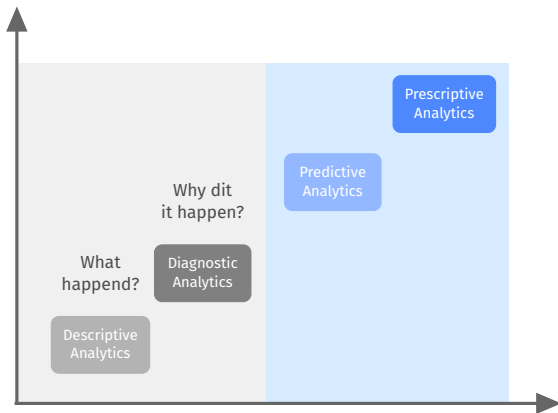 Prescriptive
Analytics
Predictive
Analytics
Why dit
it happen?
Diagnostic
Analytics
What
happend?
Descriptive
Analytics